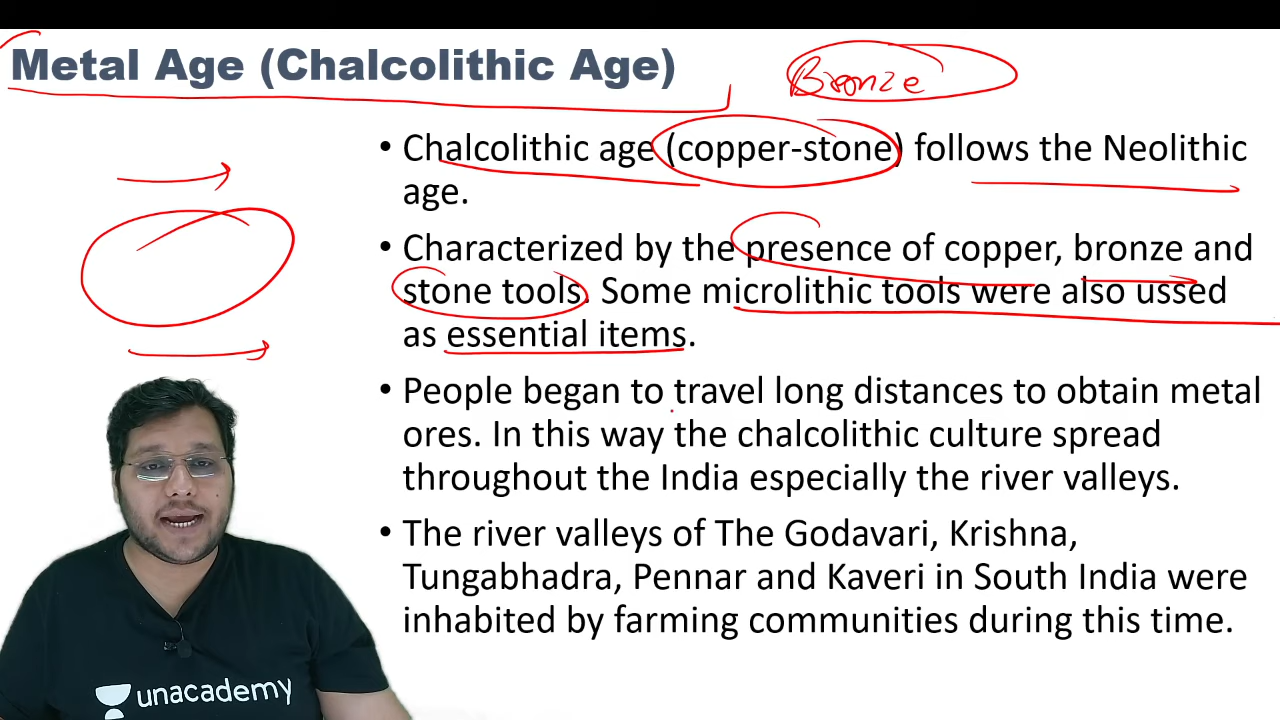 Metal Age (Chalcolithic Age)
Bronze
• Chalcolithic age (copper-stone) follows the Neolithic
age.
• Characterized by the presence of copper, bronze and
stone tools. Some microlithic tools were also ussed
as essential items.
• People began to travel long distances to obtain metal
ores. In this way the chalcolithic culture spread
throughout the India especially the river valleys.
• The river valleys of The Godavari, Krishna,
Tungabhadra, Pennar and Kaveri in South India were
inhabited by farming communities during this time.
unacademy